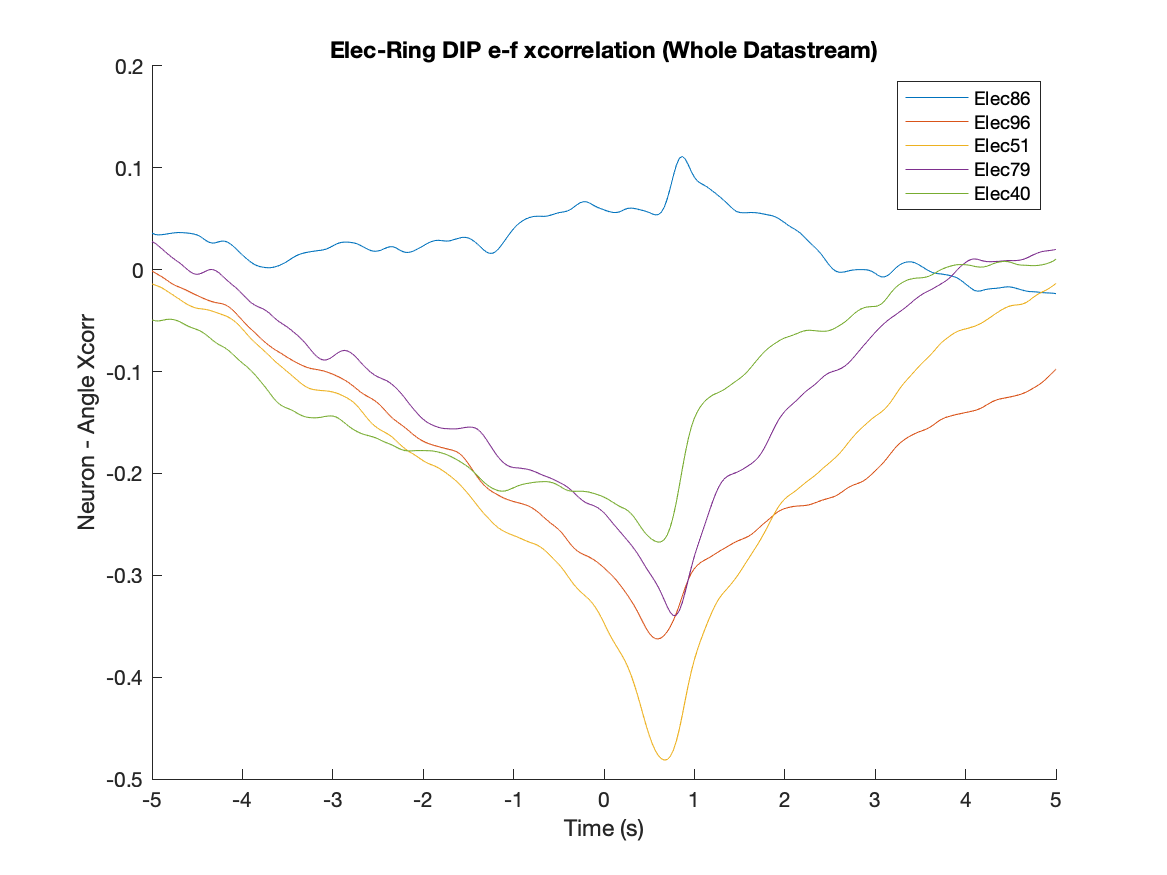 Elec-Ring DIP e-f xcorrelation (Whole Datastream)
0.2
0.1
0
-0.1
-0.2
-0.3
-0.4
-0.5
Neuron - Angle Xcorr
Elec86
Elec96
Elec51
Elec79
Elec40
-5 -4 -3 -2 -1 0 1 2 3 4 5
Time (s)